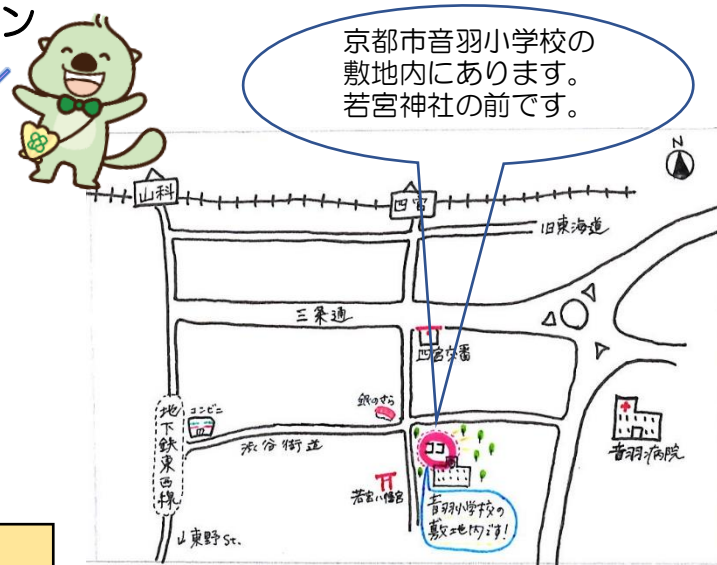 ン
京都市音羽小学校の
敷地内にあります。
若宮神社の前です。
N
山科
四宮
旧東海道
三条通
四宮交番
銀のさら
コンビニ
地下鉄東西線
渋谷街道
ココ
音羽病院
若宮八幡宮
音羽小学校の
敷地内です!
↓東野St.